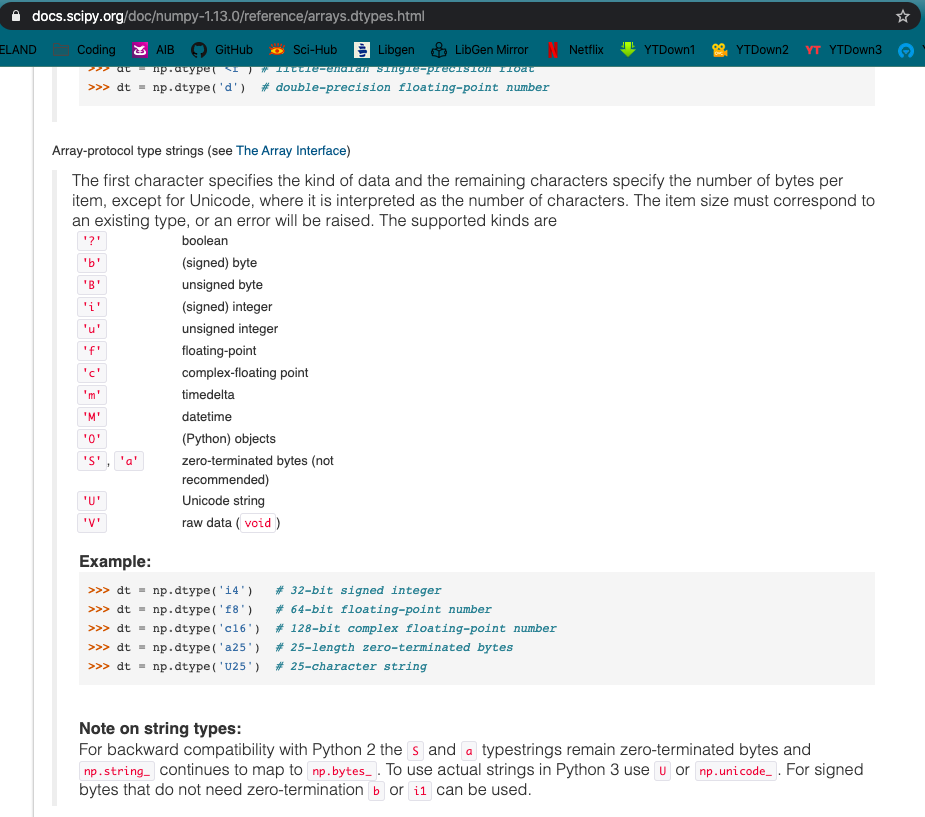 docs.scipy.org/doc/numpy-1.13.0/reference/arrays.dtypes.html
ELAND Coding AIB GitHub Sci-Hub Libgen LibGen Mirror Netflix YTDown1 YTDown2 YT YTDown3
>>> dt = np.dtype('<f') # little-endian single-precision float
>>> dt = np.dtype('d') # double-precision floating-point number
Array-protocol type strings (see The Array Interface)
The first character specifies the kind of data and the remaining characters specify the number of bytes per
item, except for Unicode, where it is interpreted as the number of characters. The item size must correspond to
an existing type, or an error will be raised. The supported kinds are
'?' boolean
'b' (signed) byte
'B' unsigned byte
'i' (signed) integer
'u' unsigned integer
'f' floating-point
'c' complex-floating point
'm' timedelta
'M' datetime
'O' (Python) objects
'S', 'a' zero-terminated bytes (not
recommended)
'U' Unicode string
'V' raw data (void)
Example:
>>> dt = np.dtype('i4') # 32-bit signed integer
>>> dt = np.dtype('f8') # 64-bit floating-point number
>>> dt = np.dtype('c16') # 128-bit complex floating-point number
>>> dt = np.dtype('a25') # 25-length zero-terminated bytes
>>> dt = np.dtype('U25') # 25-character string
Note on string types:
For backward compatibility with Python 2 the S and a typestrings remain zero-terminated bytes and
np.string_ continues to map to np.bytes_. To use actual strings in Python 3 use U or np.unicode_. For signed
bytes that do not need zero-termination b or i1 can be used.